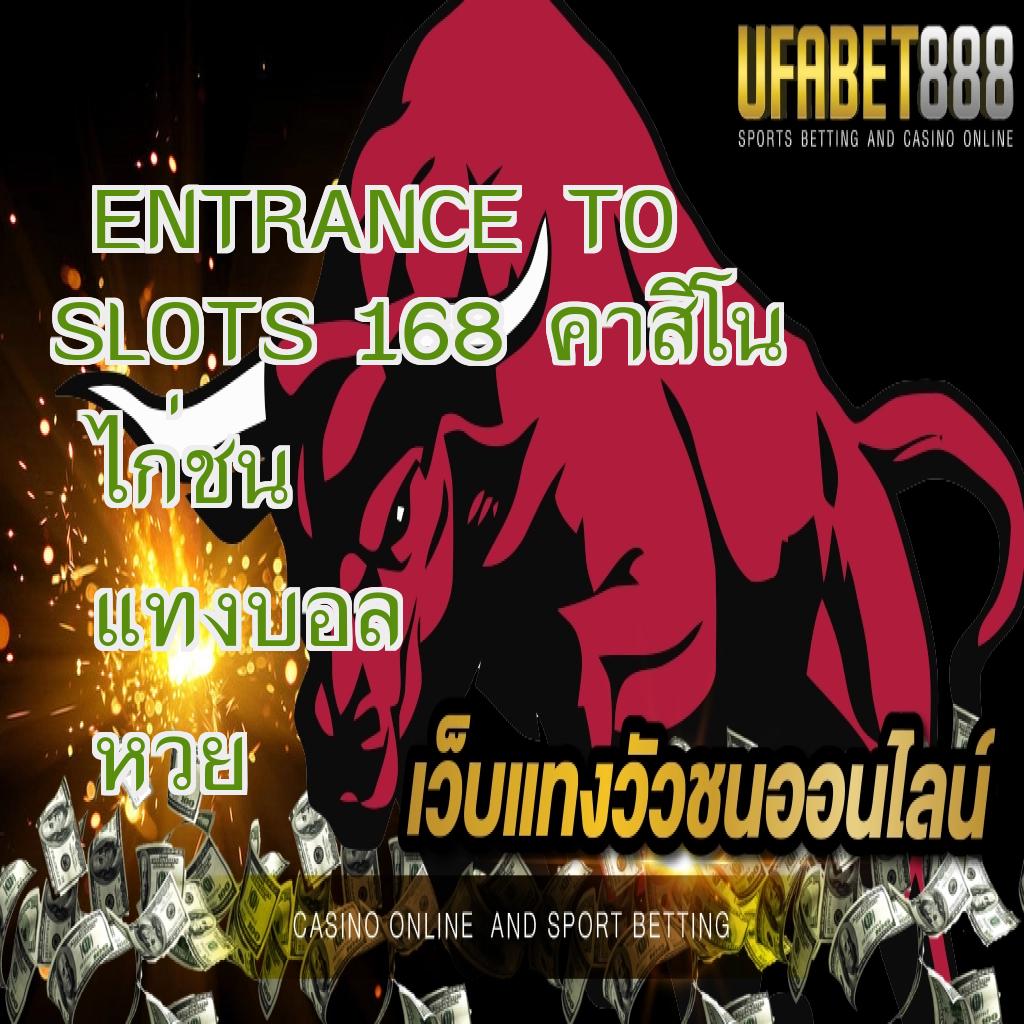 UFABET888
SPORTS BETTING AND CASINO ONLINE
ENTRANCE TO
SLOTS 168 คาสิโน
ไก่ชน
แทงบอล
หวย
เว็บแทงวัวชนออนไลน์
CASINO ONLINE AND SPORT BETTING